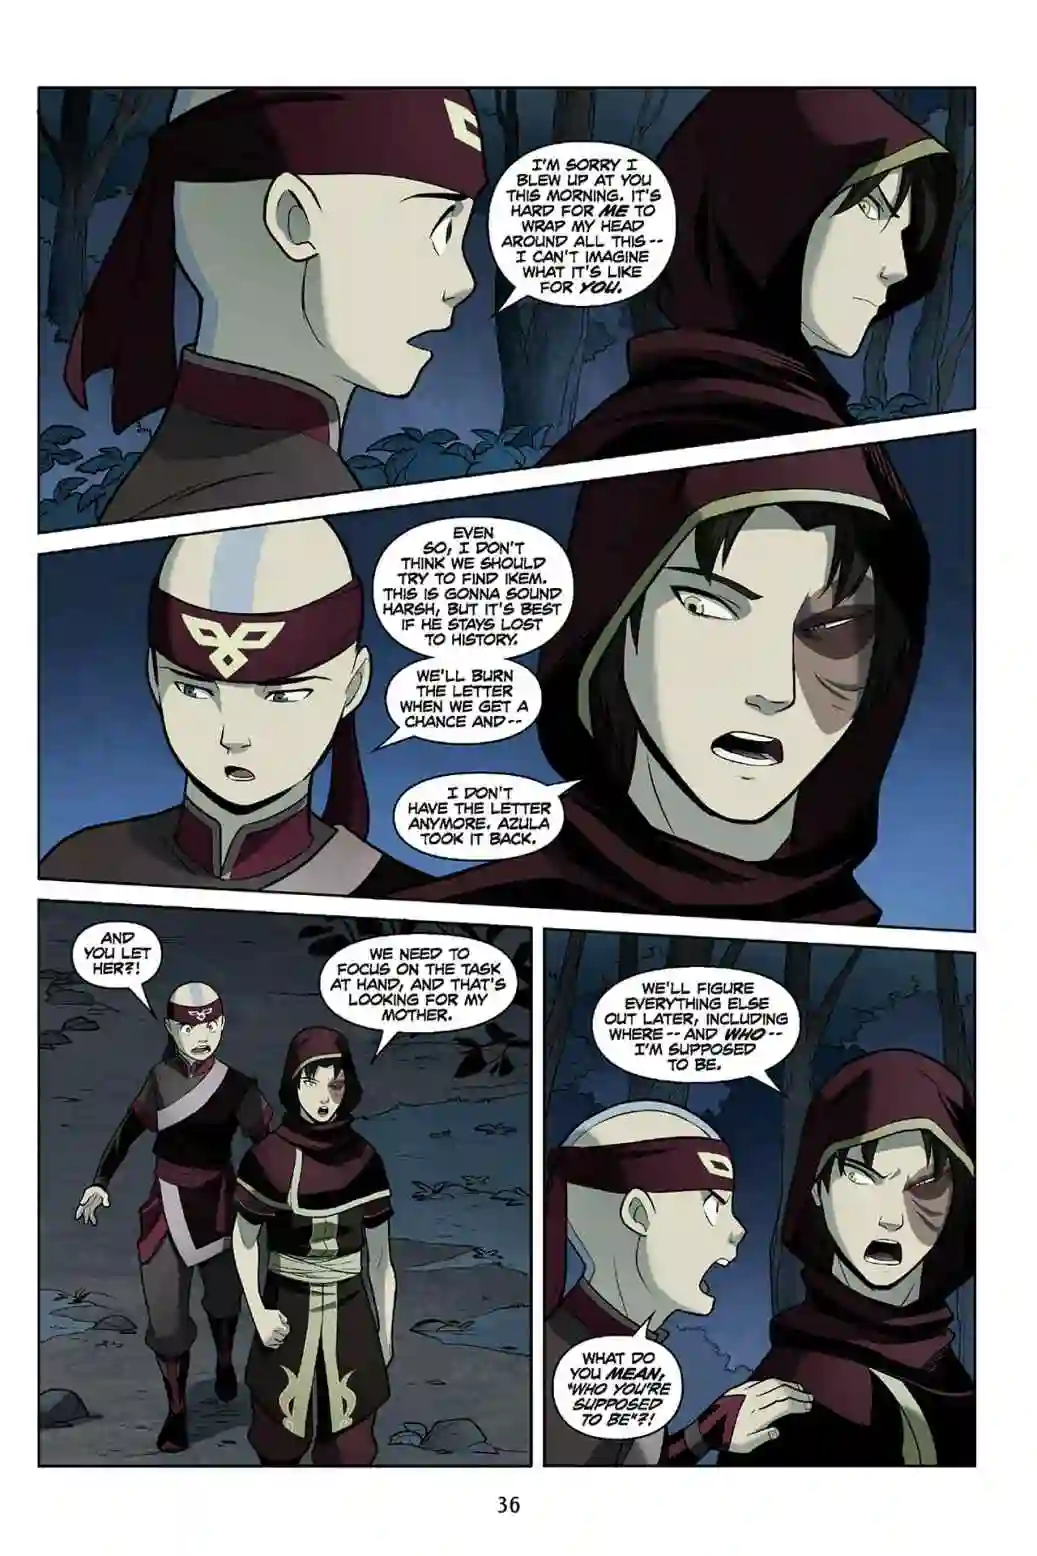 I'M SORRY I
BLEW UP AT YOU
THIS MORNING. IT'S
HARD FOR ME TO
WRAP MY HEAD
AROUND ALL THIS --
I CAN'T IMAGINE
WHAT IT'S LIKE
FOR YOU.
EVEN
SO, I DON'T
THINK WE SHOULD
TRY TO FIND IKEM.
THIS IS GONNA SOUND
HARSH, BUT IT'S BEST
IF HE STAYS LOST
TO HISTORY.
WE'LL BURN
THE LETTER
WHEN WE GET A
CHANCE AND--
I DON'T
HAVE THE LETTER
ANYMORE. AZULA
TOOK IT BACK.
AND
YOU LET
HER?!
WE NEED TO
FOCUS ON THE TASK
AT HAND, AND THAT'S
LOOKING FOR MY
MOTHER.
WE'LL FIGURE
EVERYTHING ELSE
OUT LATER, INCLUDING
WHERE -- AND WHO --
I'M SUPPOSED
TO BE.
WHAT DO
YOU MEAN,
"WHO YOU'RE
SUPPOSED
TO BE"?!
36